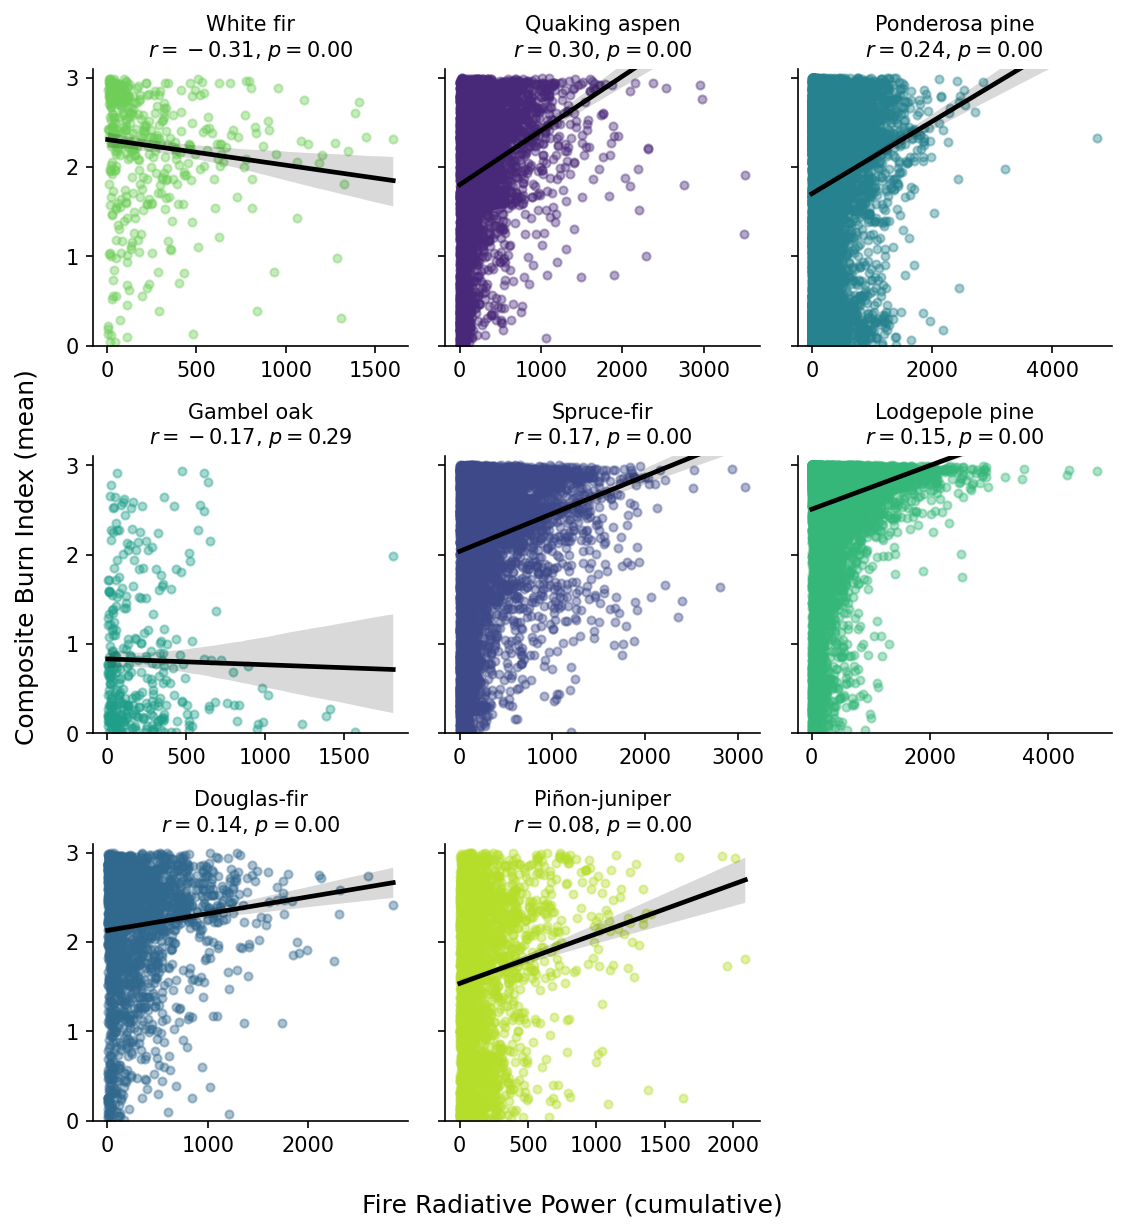 White fir
r = −0.31, p = 0.00
Quaking aspen
r = 0.30, p = 0.00
Ponderosa pine
r = 0.24, p = 0.00
3
2
1
0
0 500 1000 1500
0 1000 2000 3000
0 2000 4000
Composite Burn Index (mean)
Gambel oak
r = −0.17, p = 0.29
Spruce-fir
r = 0.17, p = 0.00
Lodgepole pine
r = 0.15, p = 0.00
3
2
1
0
0 500 1000 1500
0 1000 2000 3000
0 2000 4000
Douglas-fir
r = 0.14, p = 0.00
Piñon-juniper
r = 0.08, p = 0.00
3
2
1
0
0 1000 2000
0 500 1000 1500 2000
Fire Radiative Power (cumulative)